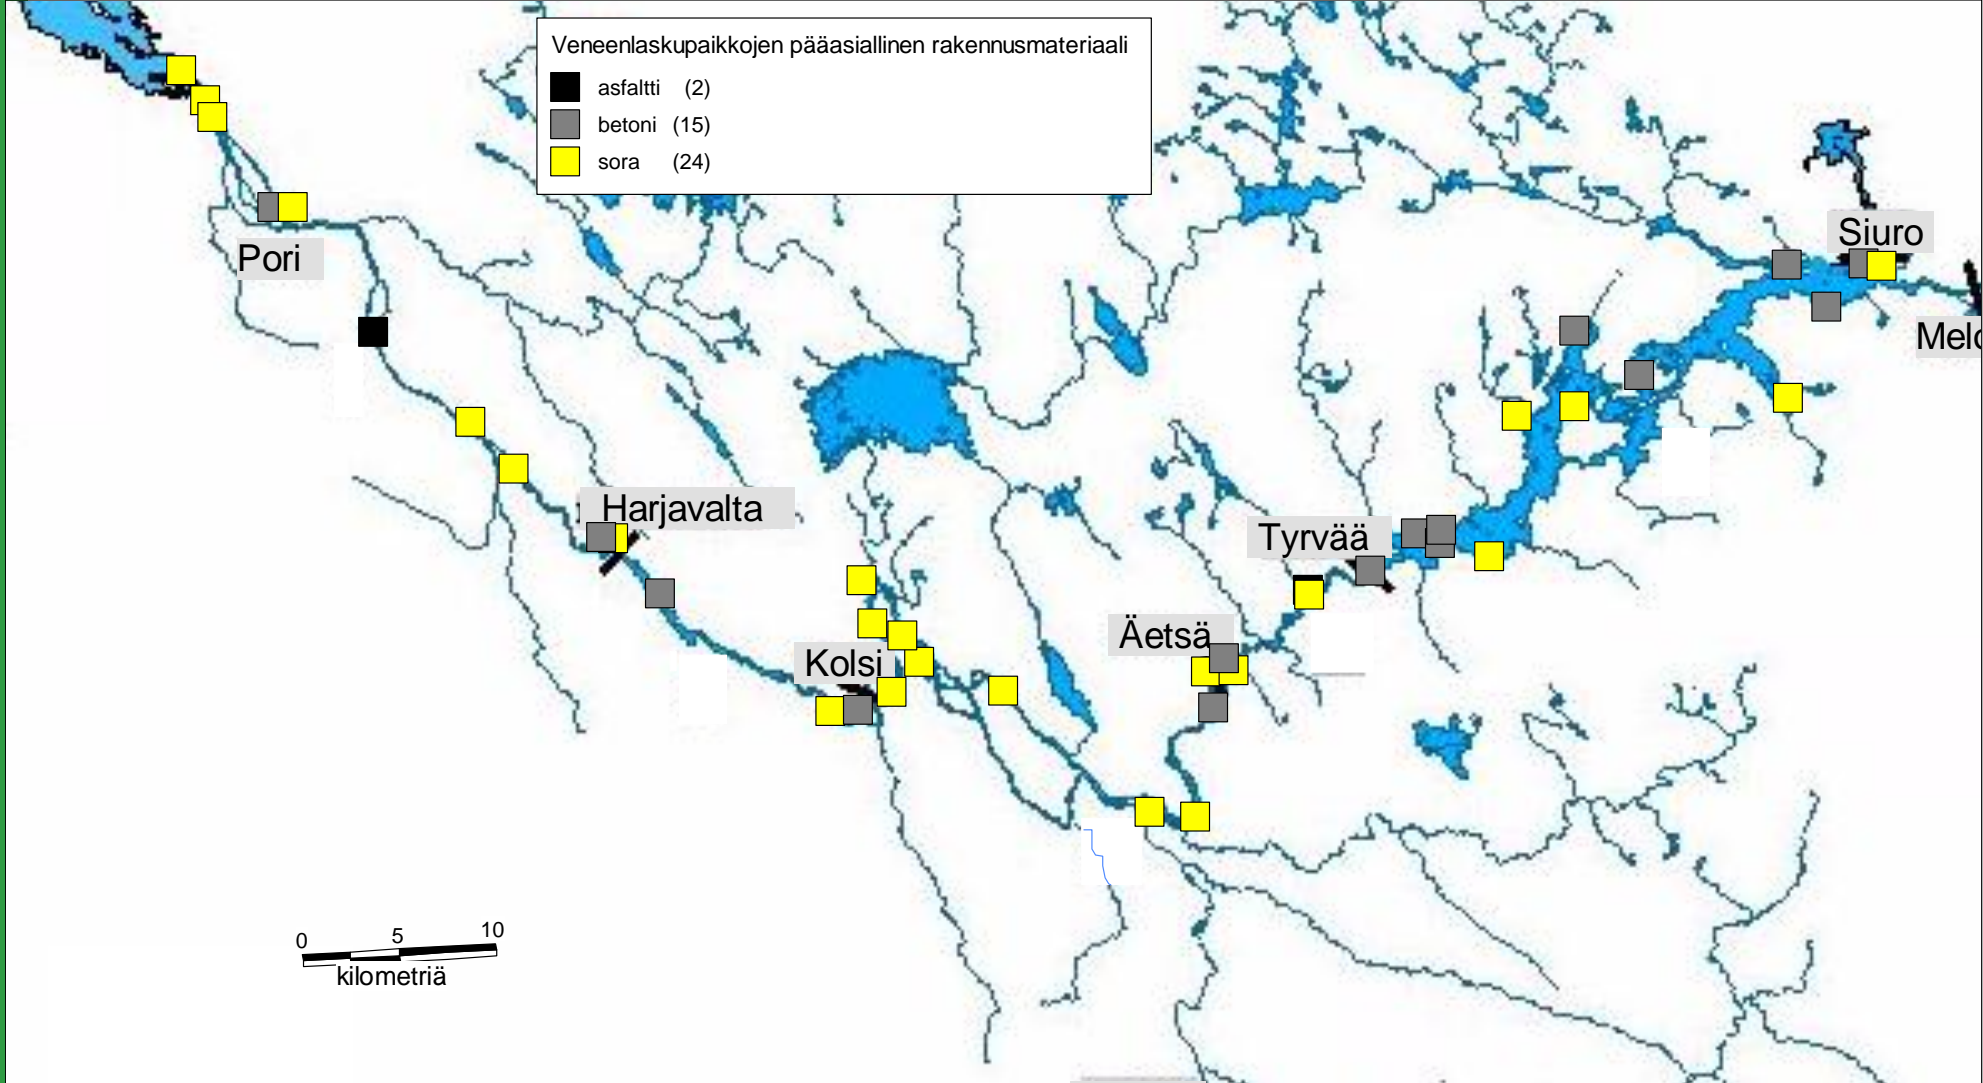 Veneenlaskupaikkojen pääasiallinen rakennusmateriaali
asfaltti (2)
betoni (15)
sora (24)
Siuro
Pori
Melo
Harjavalta
Tyrvää
Äetsä
Kolsi
0 5 10
kilometriä